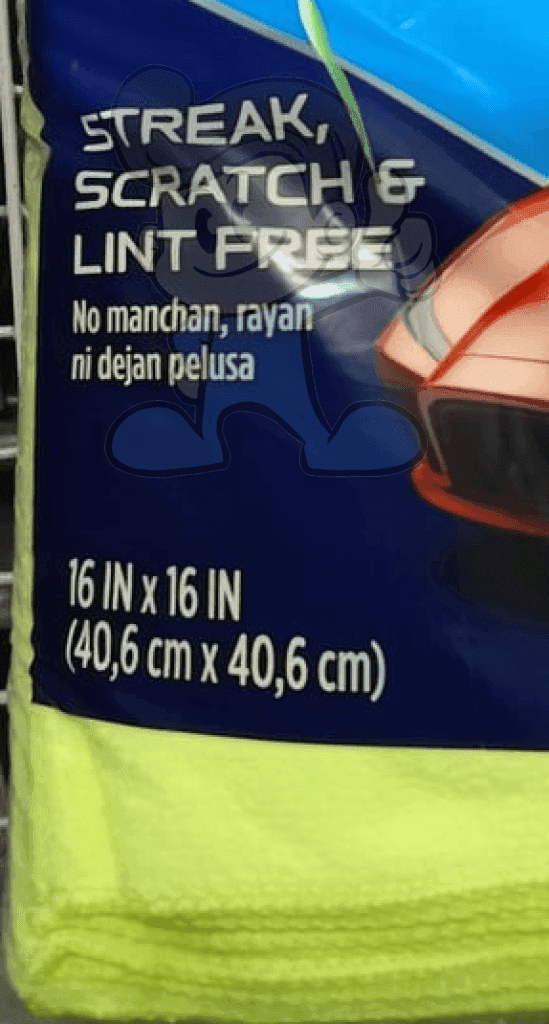 STREAK,
SCRATCH &
LINT FREE
No manchan, rayan
ni dejan pelusa
16 IN x 16 IN
(40,6 cm x 40,6 cm)